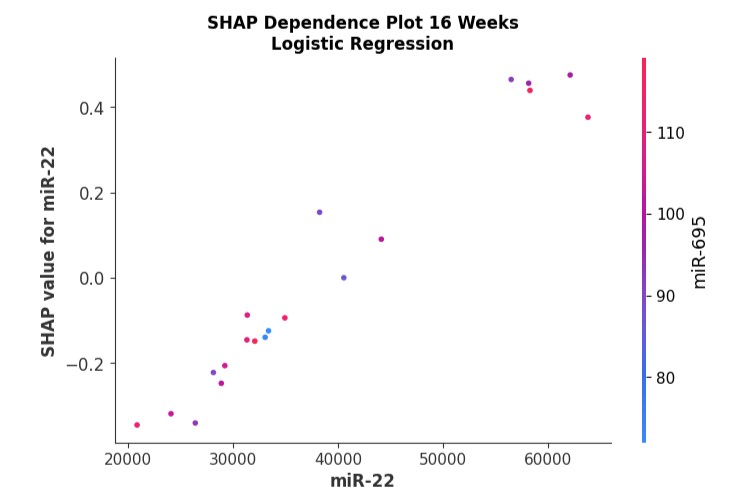 SHAP Dependence Plot 16 Weeks
Logistic Regression
SHAP value for miR-22
0.4
0.2
0.0
−0.2
20000 30000 40000 50000 60000
miR-22
110
100
90
80
miR-695